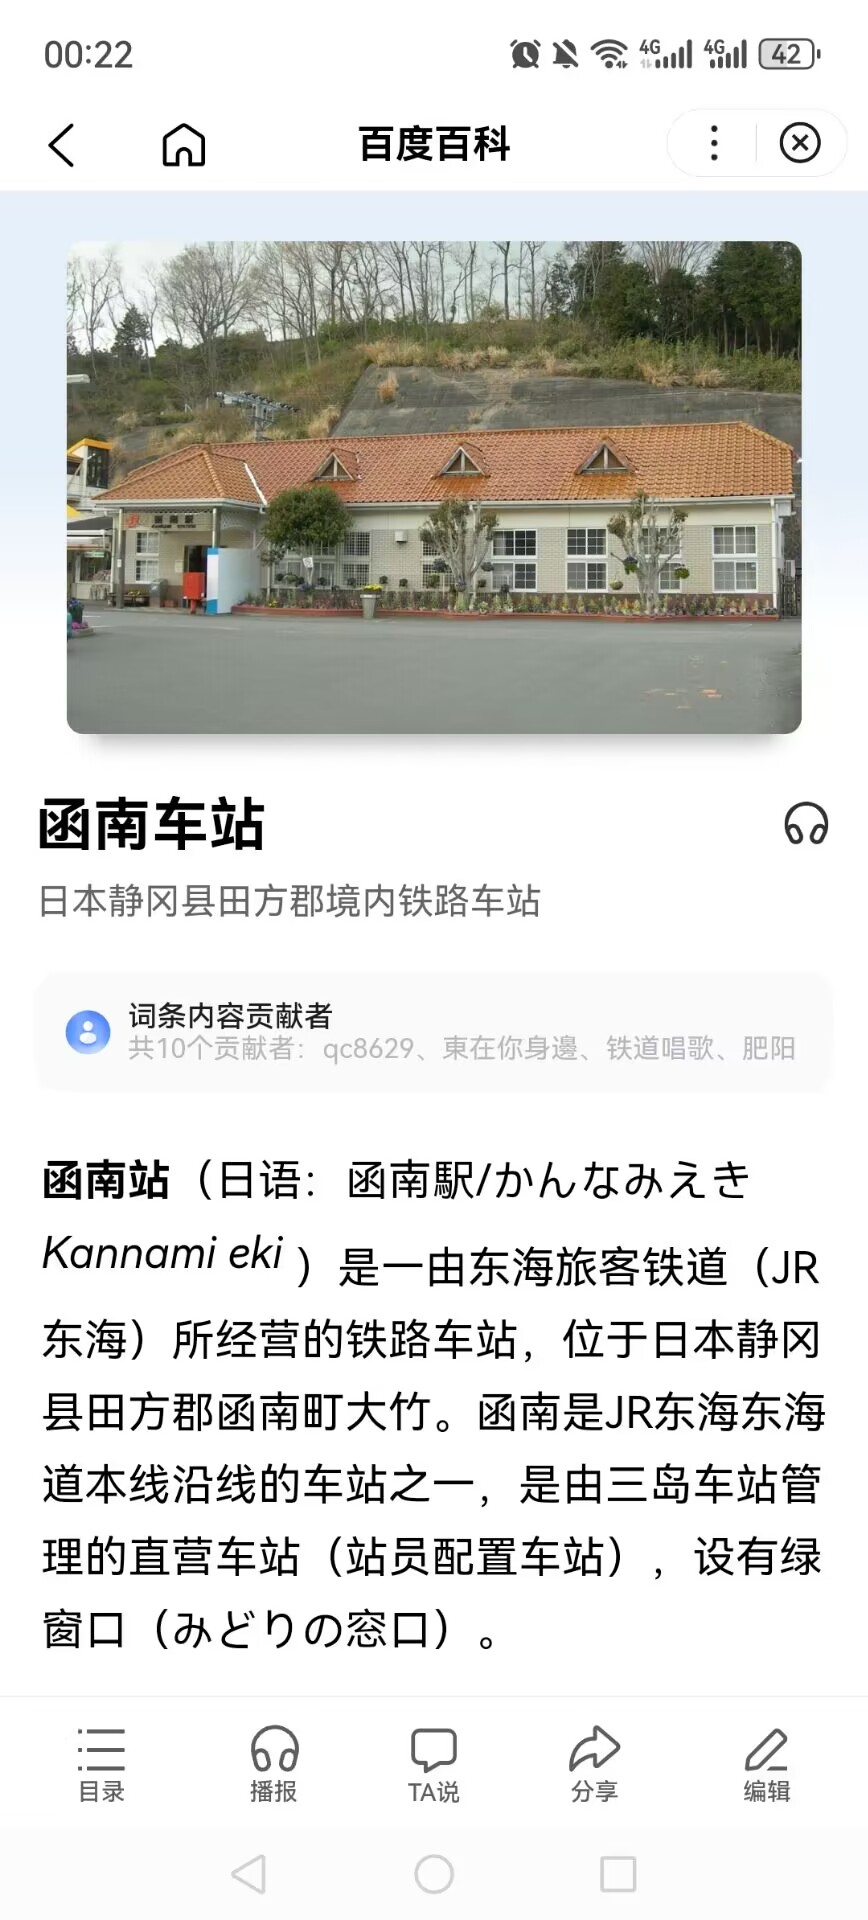 00:22
4G 4G 42
百度百科
函南駅
函南车站
日本静冈县田方郡境内铁路车站
词条内容贡献者
共10个贡献者：qc8629、東在你身邊、铁道唱歌、肥阳
函南站（日语：函南駅/かんなみえき
Kannami eki ）是一由东海旅客铁道（JR
东海）所经营的铁路车站，位于日本静冈
县田方郡函南町大竹。函南是JR东海东海
道本线沿线的车站之一，是由三岛车站管
理的直营车站（站员配置车站），设有绿
窗口（みどりの窓口）。
目录 播报 TA说 分享 编辑